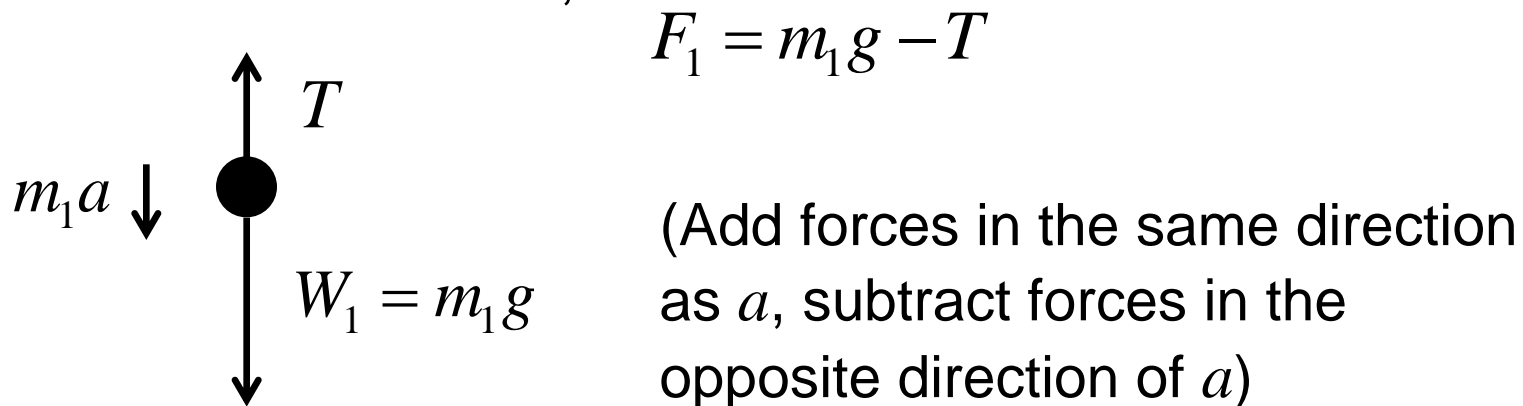 F₁ = m₁g − T
T
m₁a
(Add forces in the same direction
W₁ = m₁g
as a, subtract forces in the
opposite direction of a)